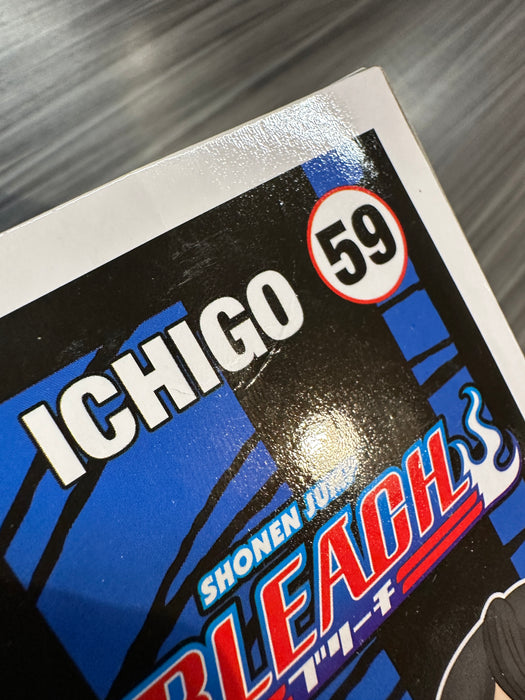 ICHIGO 59
SHONEN JUMP
BLEACH
ブリーチ